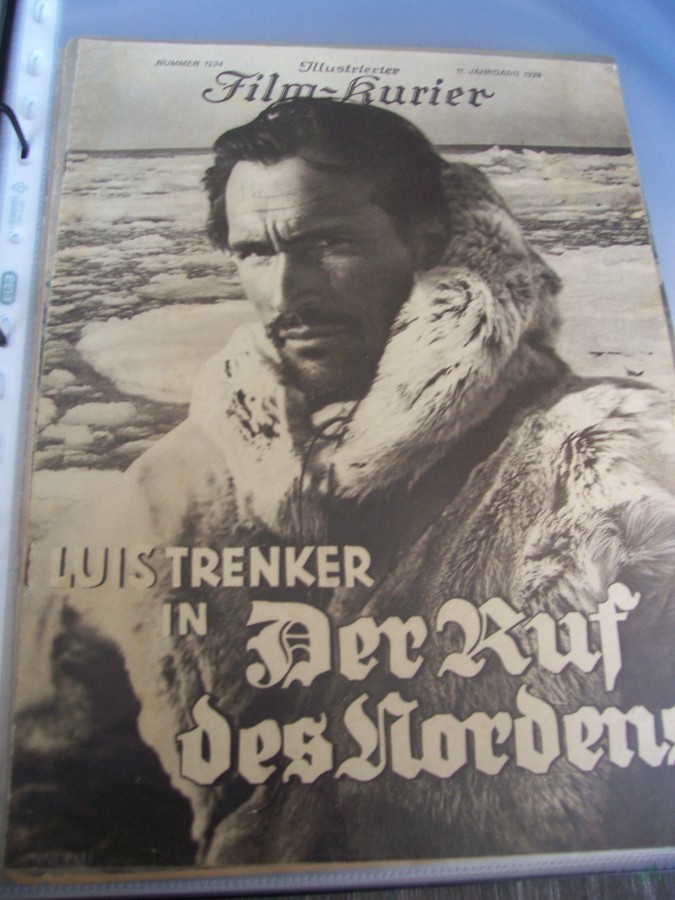 NUMMER 1234
Illustrierter
11. JAHRGANG 1929
Film-Kurier
LUIS TRENKER
IN
Der Ruf
des Nordens